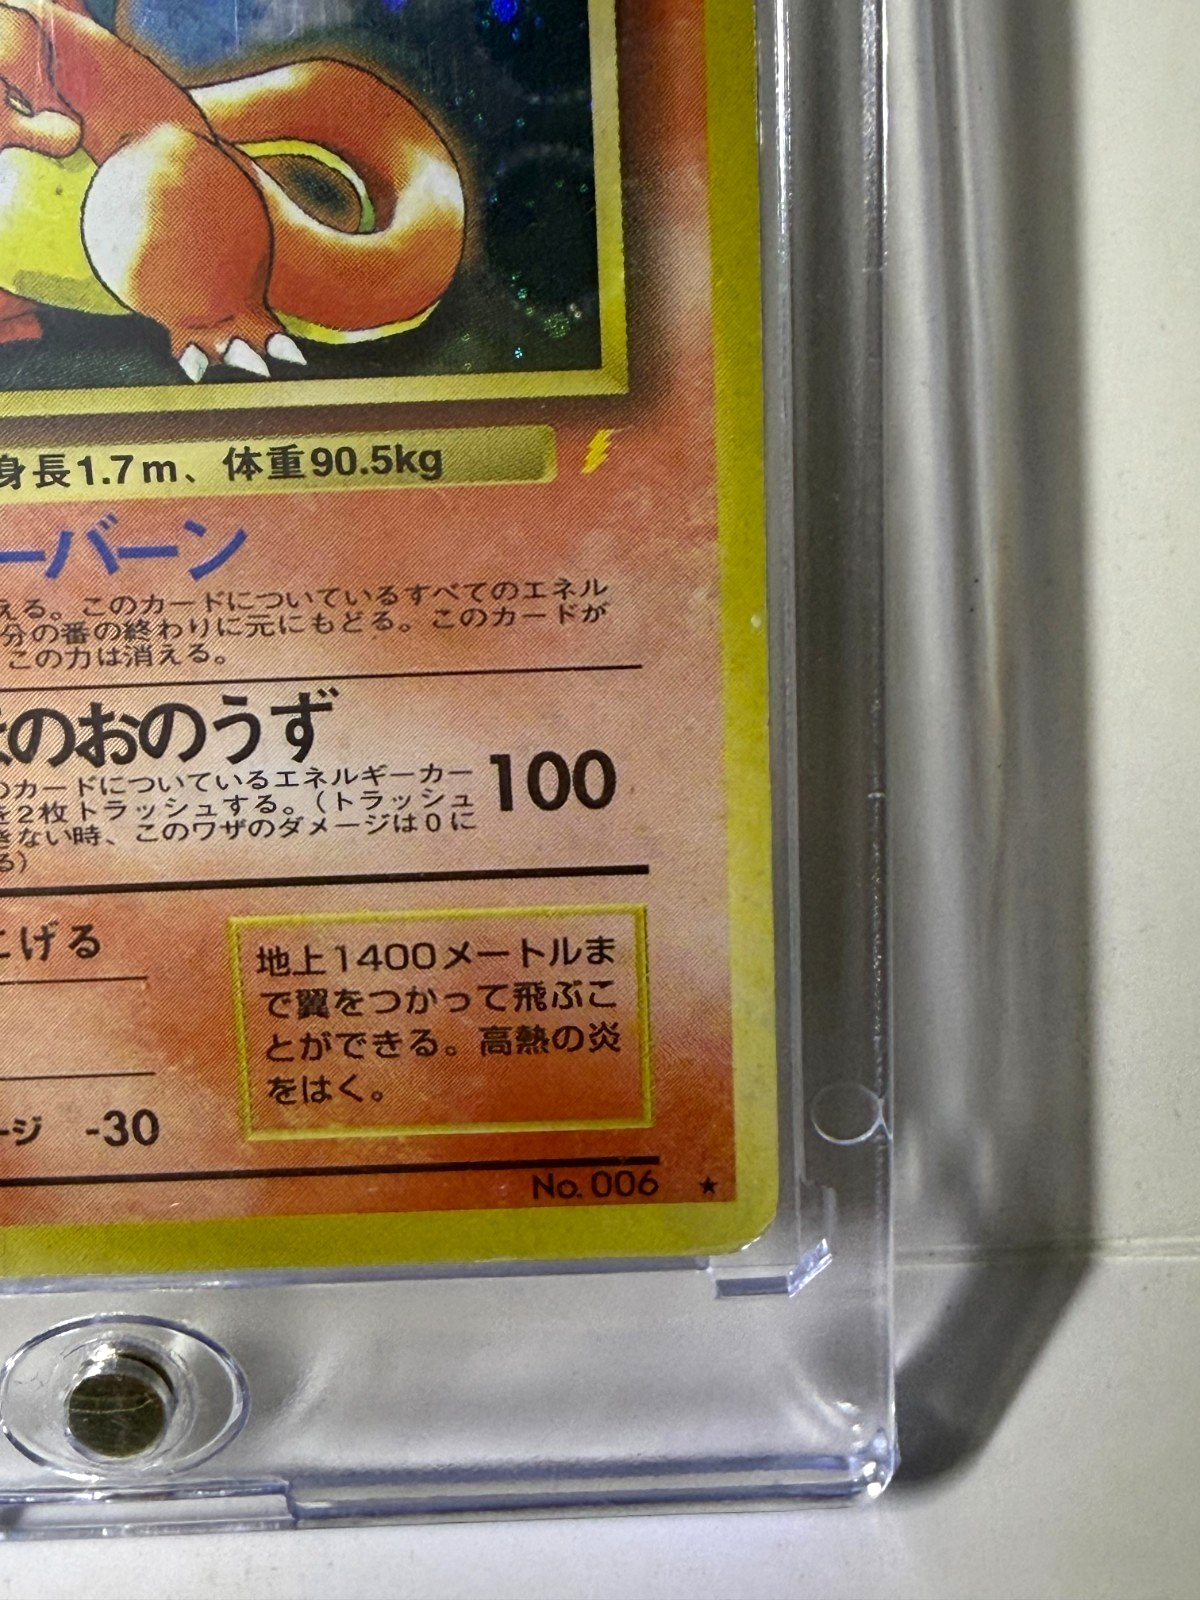 身長1.7m、体重90.5kg
ーバーン
える。このカードについているすべてのエネル
分の番の終わりに元にもどる。このカードが
この力は消える。
のおのうず
100
のカードについているエネルギーカー
を2枚トラッシュする。(トラッシュ
きない時、このワザのダメージは0に
る)
にげる
地上1400メートルま
で翼をつかって飛ぶこ
とができる。高熱の炎
をはく。
ージ -30
No. 006 ★